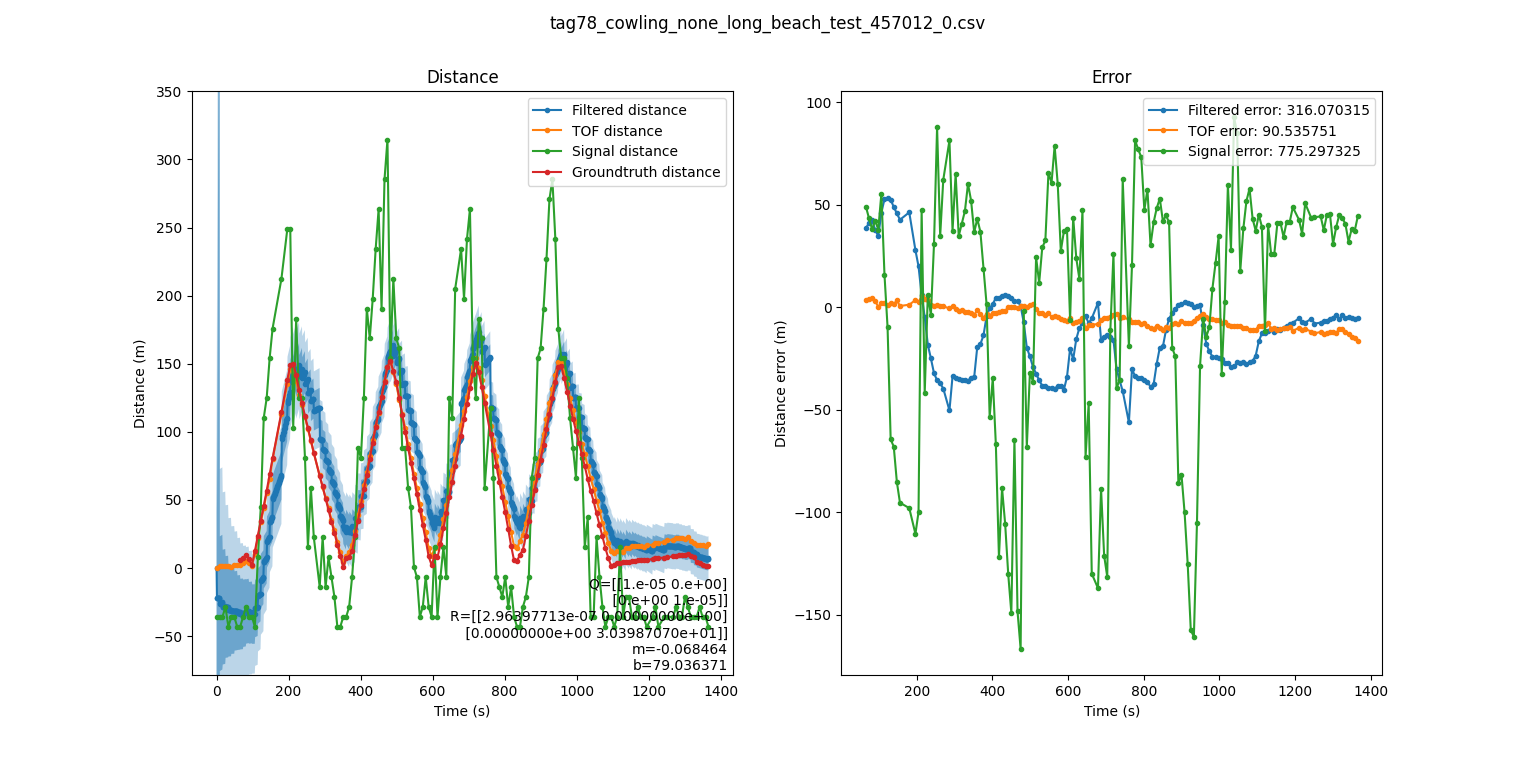 tag78_cowling_none_long_beach_test_457012_0.csv
Distance
350
300
250
200
150
100
50
0
−50
0 200 400 600 800 1000 1200 1400
Distance (m)
Time (s)
Filtered distance
TOF distance
Signal distance
Groundtruth distance
Q=[[1.e-05 0.e+00]
[0.e+00 1.e-05]]
R=[[2.96397713e-07 0.00000000e+00]
[0.00000000e+00 3.03987070e+01]]
m=-0.068464
b=79.036371
Error
100
50
0
−50
−100
−150
200 400 600 800 1000 1200 1400
Distance error (m)
Time (s)
Filtered error: 316.070315
TOF error: 90.535751
Signal error: 775.297325